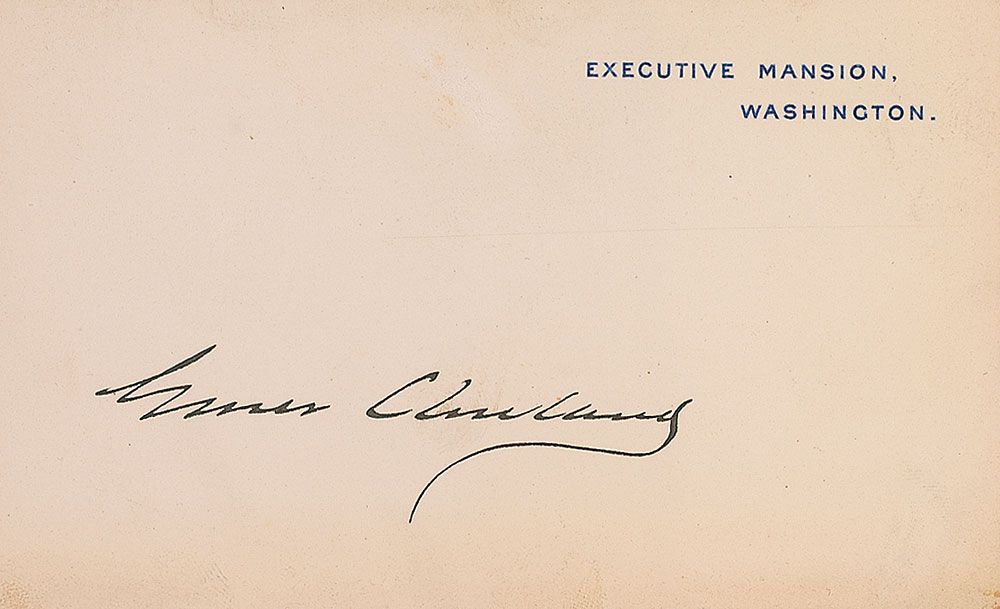 EXECUTIVE MANSION,
WASHINGTON.
Grover Cleveland